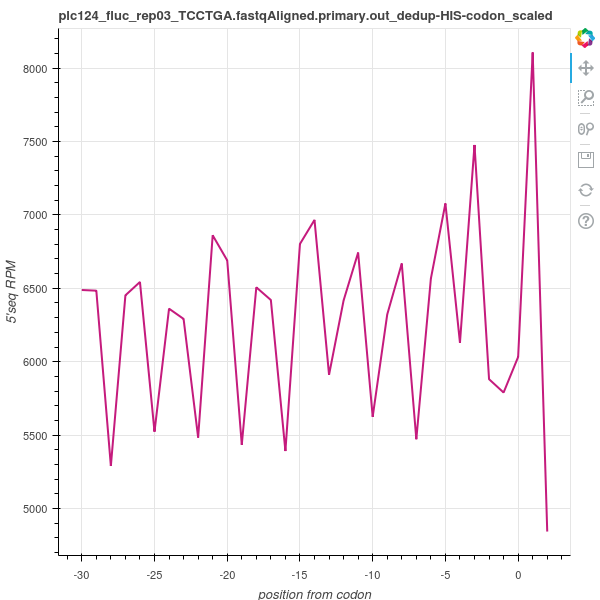 plc124_fluc_rep03_TCCTGA.fastqAligned.primary.out_dedup-HIS-codon_scaled
8000
7500
7000
6500
6000
5500
5000
5'seq RPM
-30 -25 -20 -15 -10 -5 0
position from codon